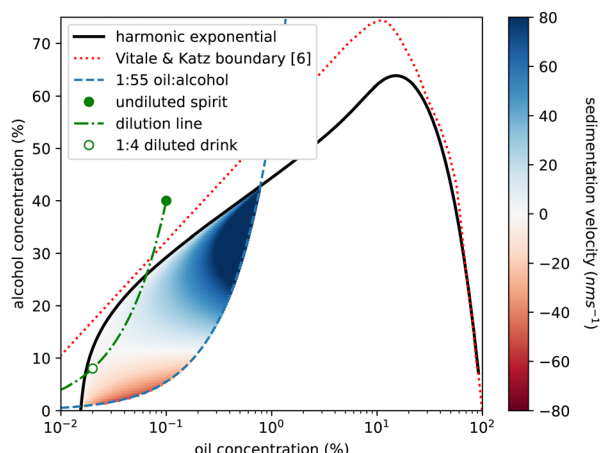 harmonic exponential
Vitale & Katz boundary [6]
1:55 oil:alcohol
undiluted spirit
dilution line
1:4 diluted drink
alcohol concentration (%)
70
60
50
40
30
20
10
0
10⁻²
10⁻¹
10⁰
10¹
10²
oil concentration (%)
80
60
40
20
0
−20
−40
−60
−80
sedimentation velocity (nms⁻¹)